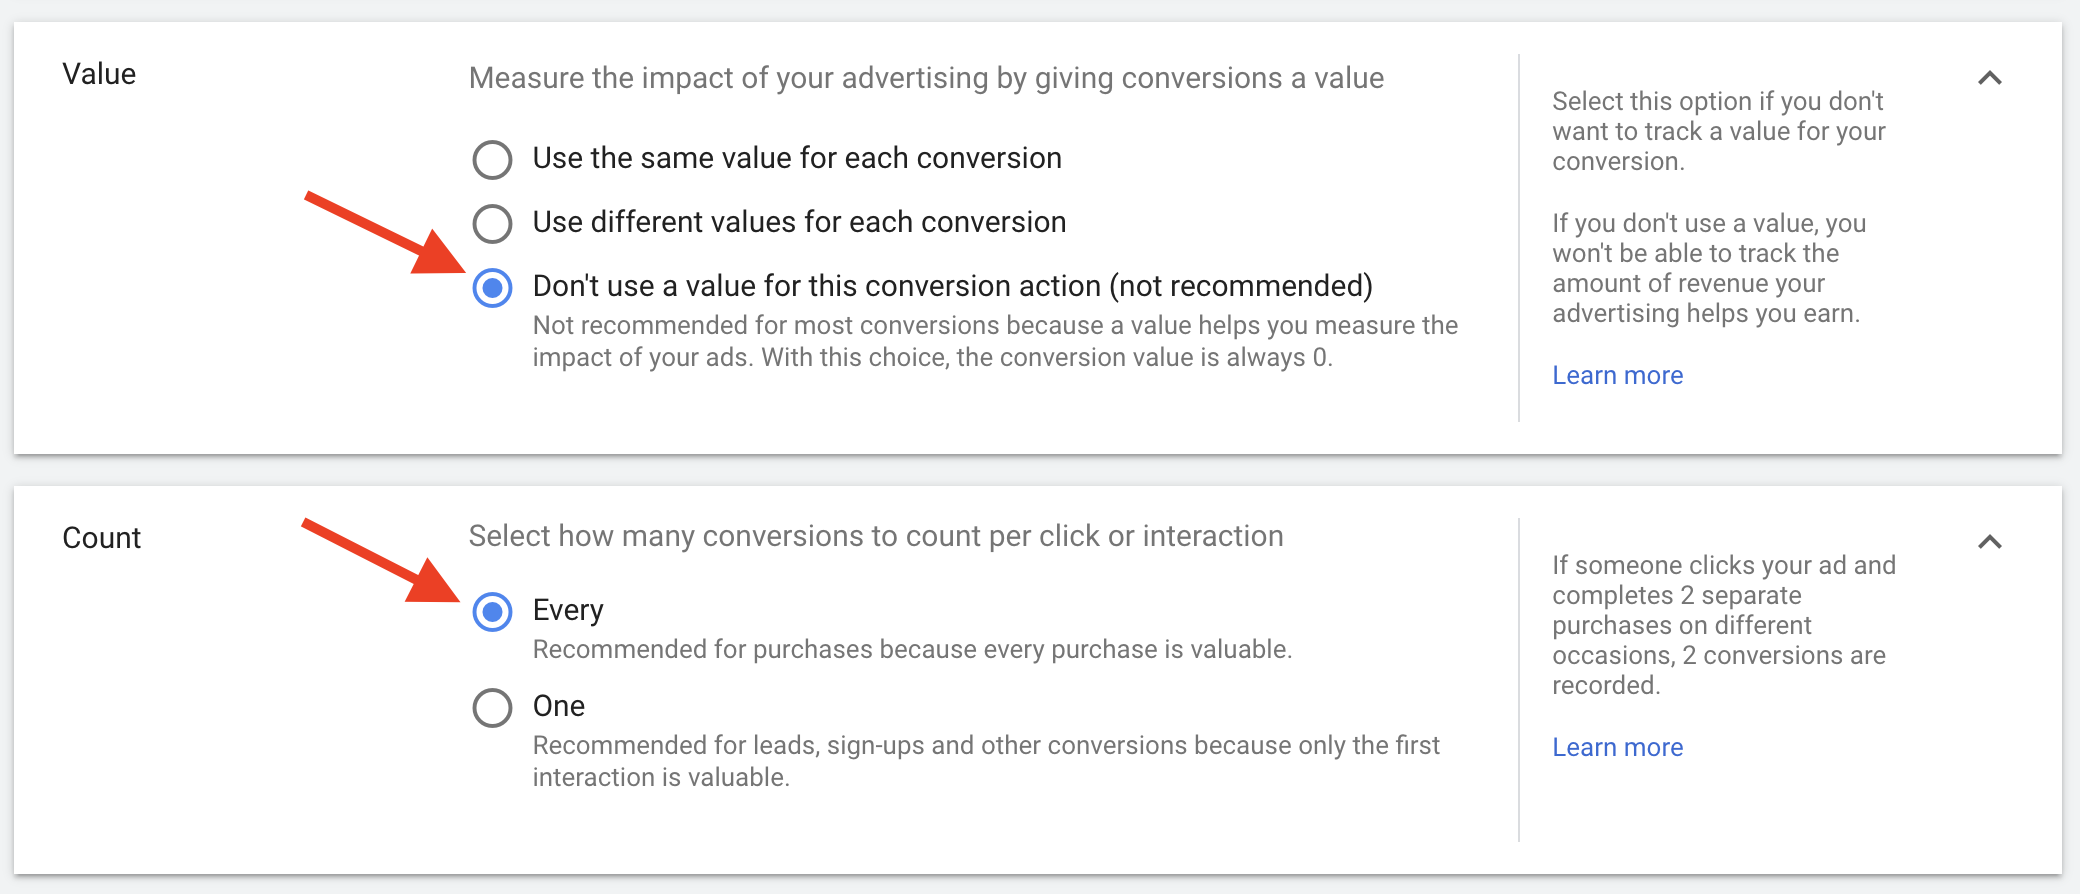 Value
Measure the impact of your advertising by giving conversions a value
Use the same value for each conversion
Use different values for each conversion
Don't use a value for this conversion action (not recommended)
Not recommended for most conversions because a value helps you measure the
impact of your ads. With this choice, the conversion value is always 0.
Select this option if you don't
want to track a value for your
conversion.
If you don't use a value, you
won't be able to track the
amount of revenue your
advertising helps you earn.
Learn more
Count
Select how many conversions to count per click or interaction
Every
Recommended for purchases because every purchase is valuable.
One
Recommended for leads, sign-ups and other conversions because only the first
interaction is valuable.
If someone clicks your ad and
completes 2 separate
purchases on different
occasions, 2 conversions are
recorded.
Learn more